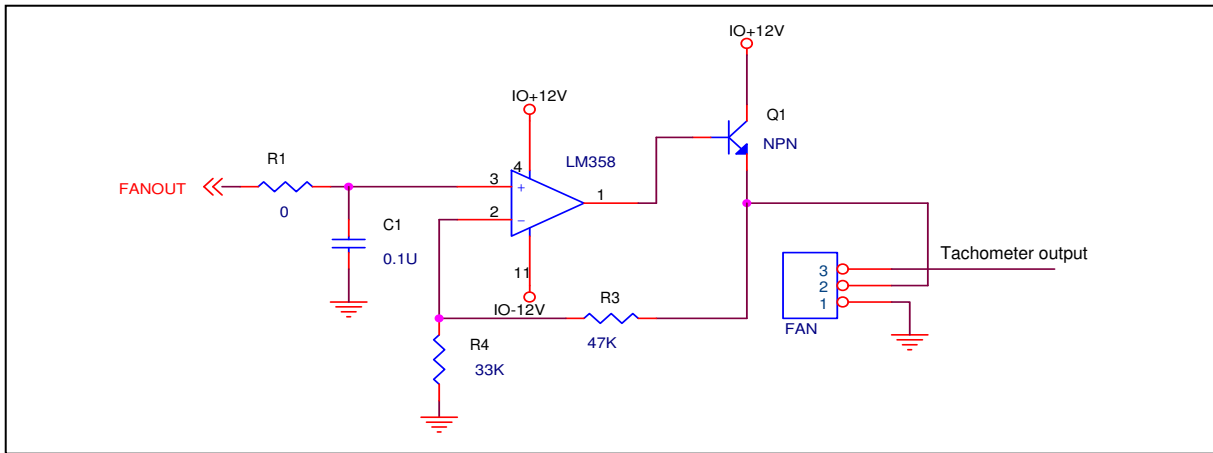 IO+12V
Q1
NPN
IO+12V
4
LM358
R1
FANOUT
0
3
+
1
2
−
C1
0.1U
11
IO-12V
R3
47K
R4
33K
Tachometer output
3
2
1
FAN